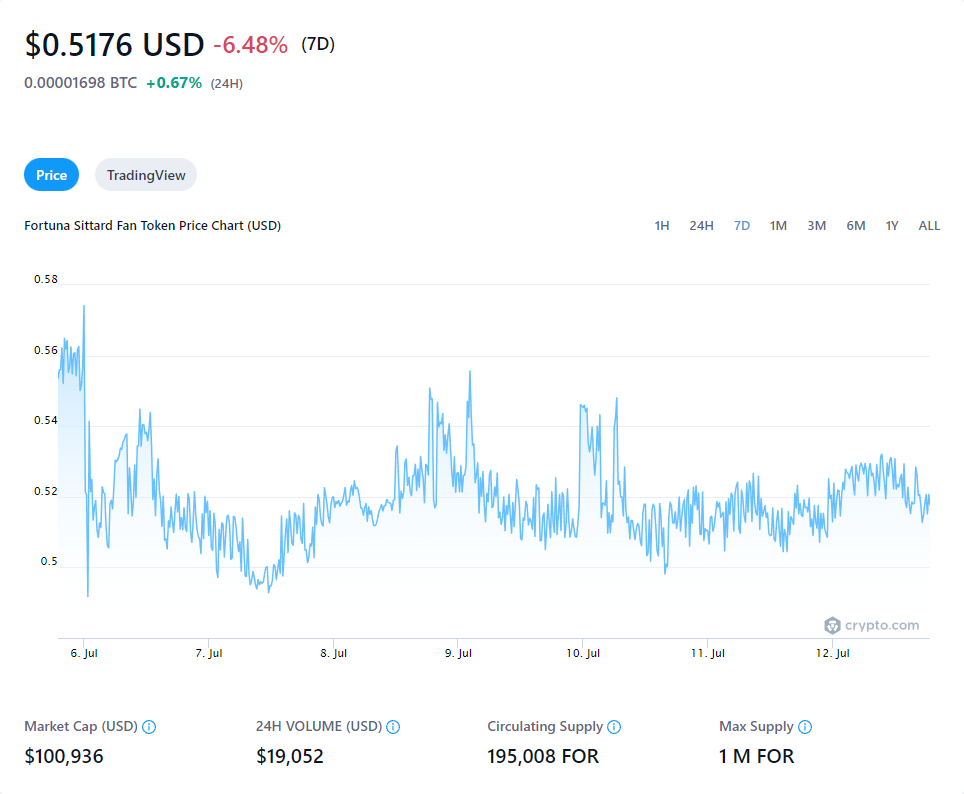 $0.5176 USD -6.48% (7D)
0.00001698 BTC +0.67% (24H)
Price TradingView
Fortuna Sittard Fan Token Price Chart (USD) 1H 24H 7D 1M 3M 6M 1Y ALL
0.58
0.56
0.54
0.52
0.5
crypto.com
6. Jul 7. Jul 8. Jul 9. Jul 10. Jul 11. Jul 12. Jul
Market Cap (USD) 24H VOLUME (USD) Circulating Supply Max Supply
$100,936 $19,052 195,008 FOR 1 M FOR